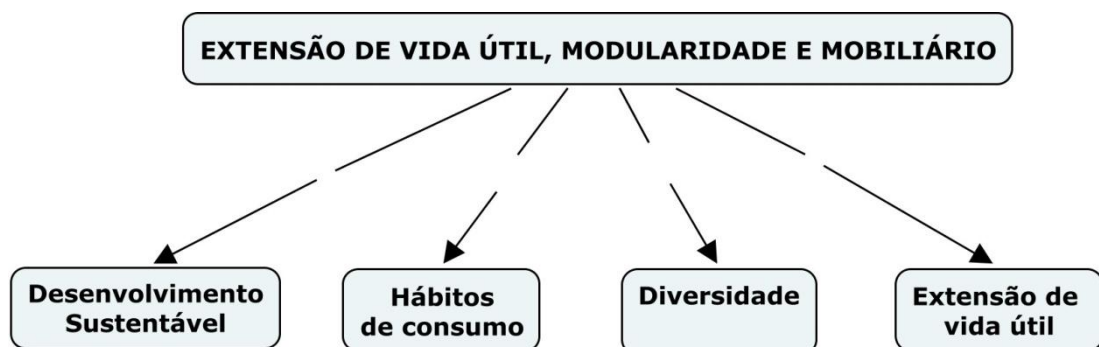 EXTENSÃO DE VIDA ÚTIL, MODULARIDADE E MOBILIÁRIO
Desenvolvimento
Sustentável
Hábitos
de consumo
Diversidade
Extensão de
vida útil